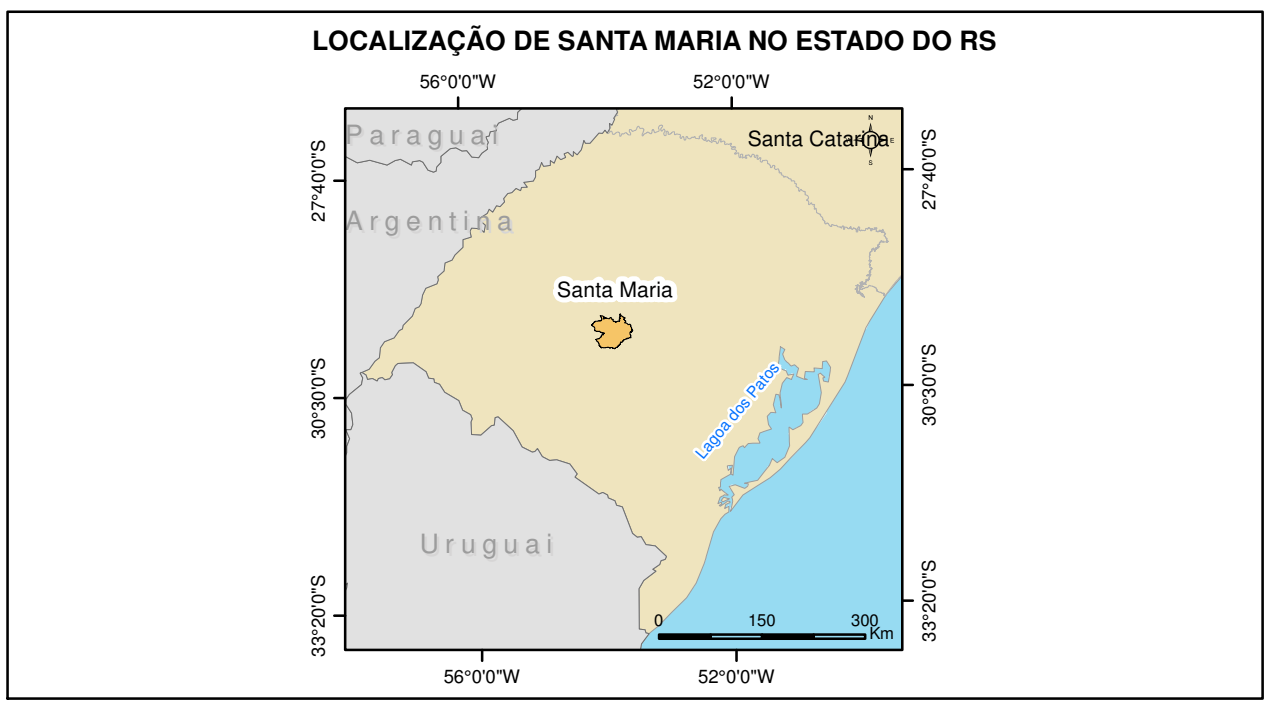 LOCALIZAÇÃO DE SANTA MARIA NO ESTADO DO RS
56°0'0"W
52°0'0"W
Paraguai
Santa Catarina
N
E
S
27°40'0"S
27°40'0"S
Argentina
Santa Maria
30°30'0"S
30°30'0"S
Lagoa dos Patos
Uruguai
33°20'0"S
33°20'0"S
0
150
300
Km
56°0'0"W
52°0'0"W